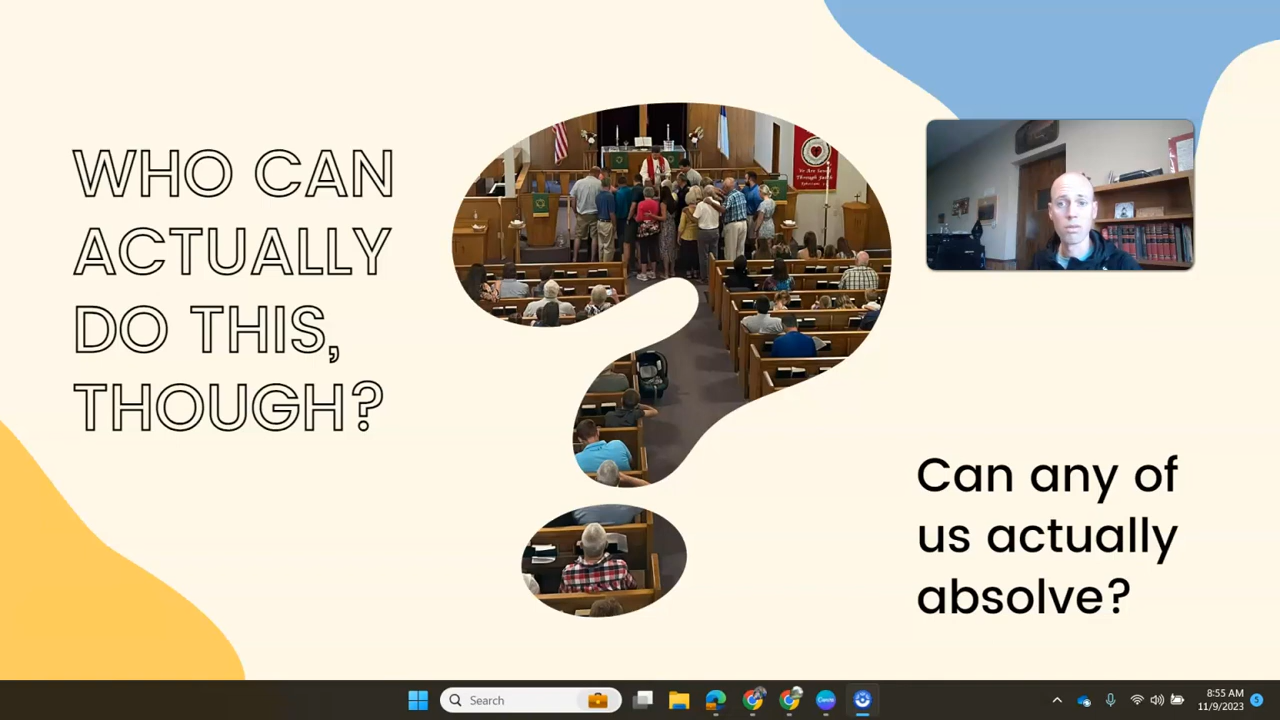 WHO CAN
ACTUALLY
DO THIS,
THOUGH?
Can any of
us actually
absolve?
Search
8:55 AM
11/9/2023